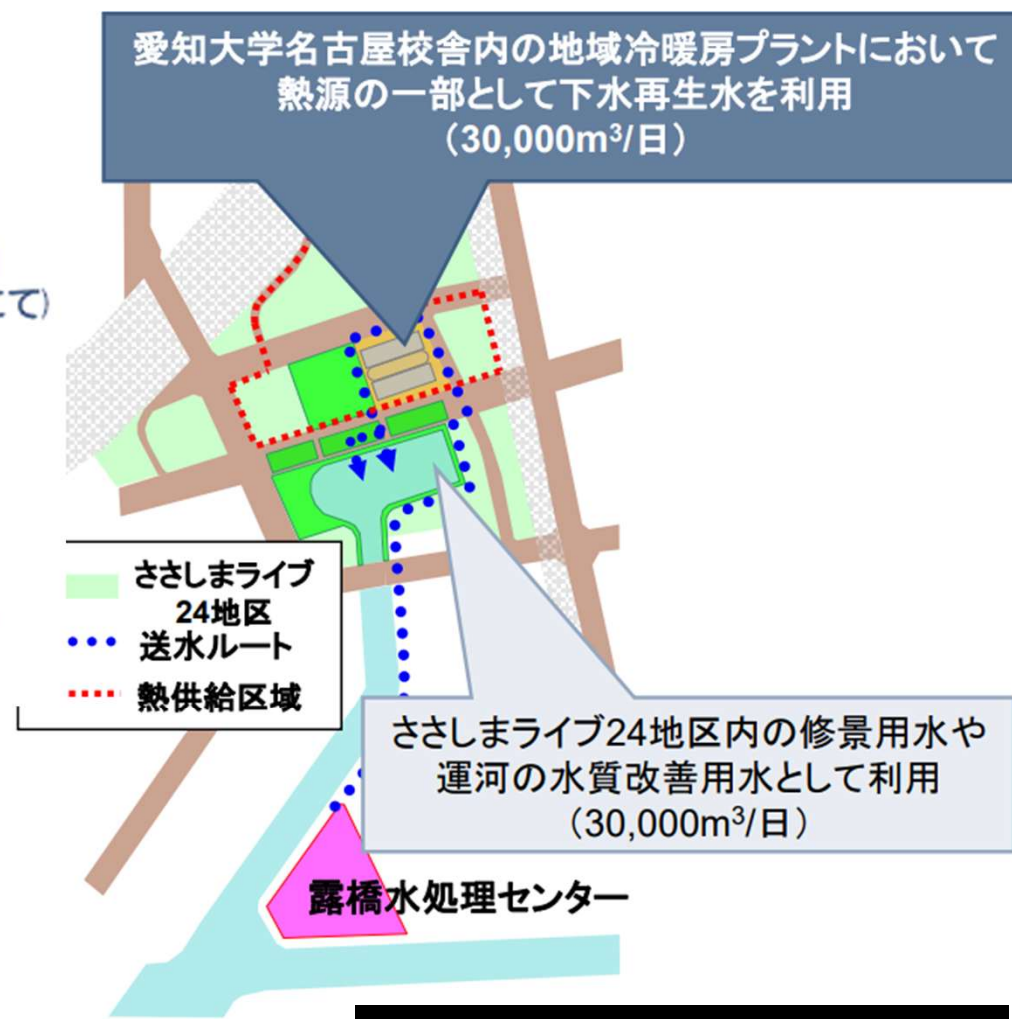 愛知大学名古屋校舎内の地域冷暖房プラントにおいて
熱源の一部として下水再生水を利用
（30,000m³/日）
にて）
ささしまライブ
24地区
送水ルート
熱供給区域
ささしまライブ24地区内の修景用水や
運河の水質改善用水として利用
（30,000m³/日）
露橋水処理センター